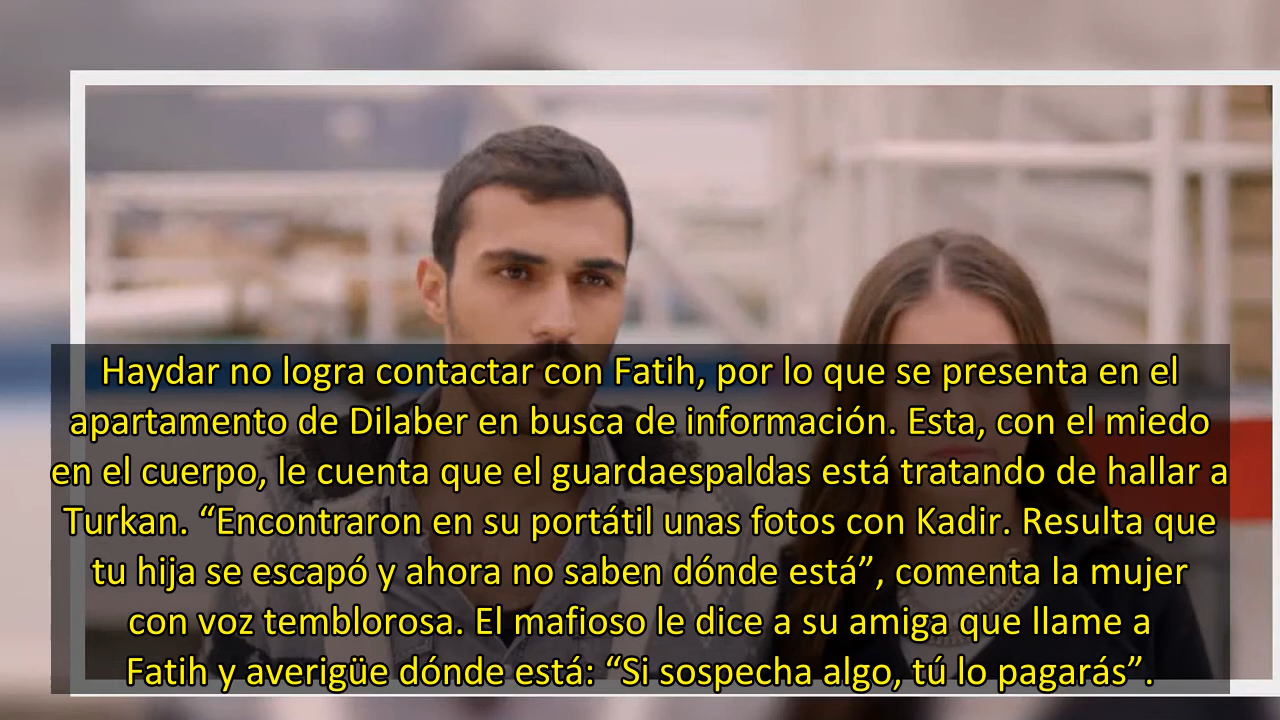 Haydar no logra contactar con Fatih, por lo que se presenta en el
apartamento de Dilaber en busca de información. Esta, con el miedo
en el cuerpo, le cuenta que el guardaespaldas está tratando de hallar a
Turkan. “Encontraron en su portátil unas fotos con Kadir. Resulta que
tu hija se escapó y ahora no saben dónde está”, comenta la mujer
con voz temblorosa. El mafioso le dice a su amiga que llame a
Fatih y averigüe dónde está: “Si sospecha algo, tú lo pagarás”.